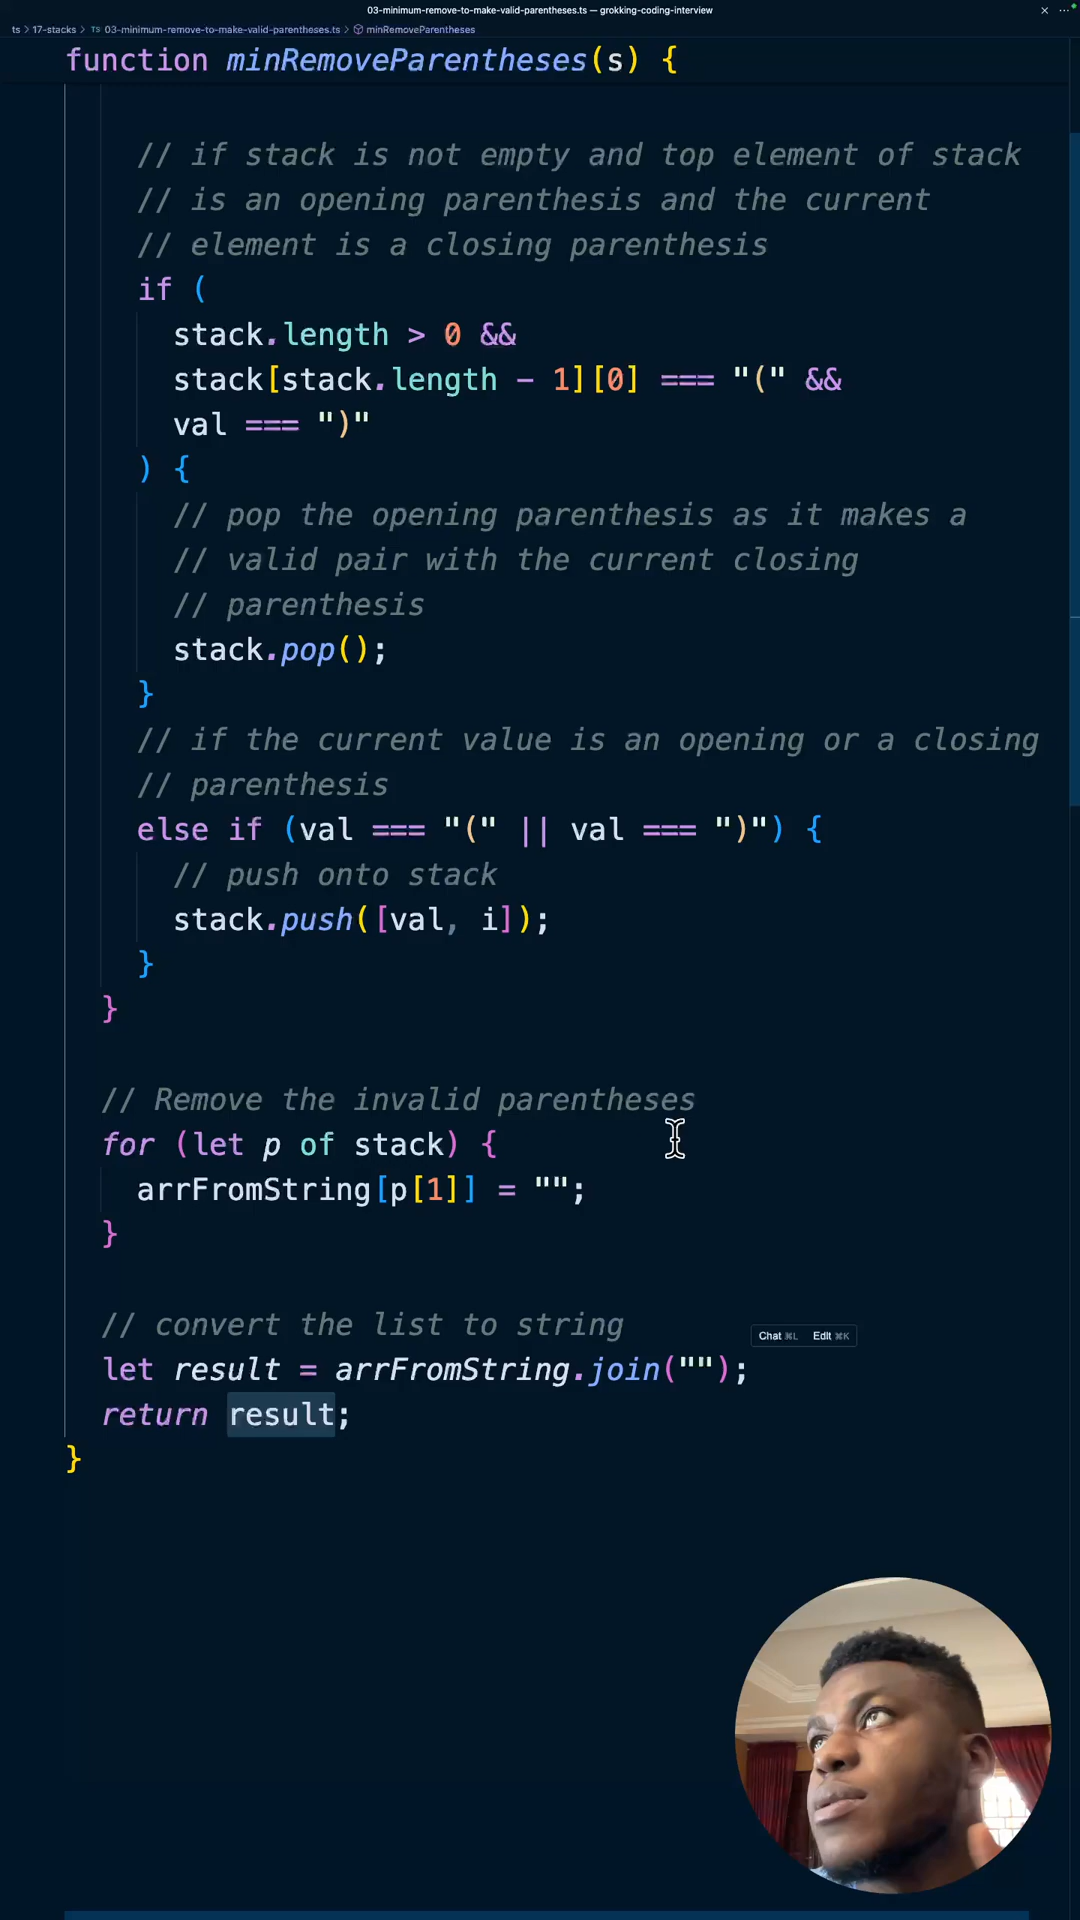 03-minimum-remove-to-make-valid-parentheses.ts — grokking-coding-interview
ts > 17-stacks > TS 03-minimum-remove-to-make-valid-parentheses.ts > minRemoveParentheses
function minRemoveParentheses(s) {
// if stack is not empty and top element of stack
// is an opening parenthesis and the current
// element is a closing parenthesis
if (
stack.length > 0 &&
stack[stack.length - 1][0] === "(" &&
val === ")"
) {
// pop the opening parenthesis as it makes a
// valid pair with the current closing
// parenthesis
stack.pop();
}
// if the current value is an opening or a closing
// parenthesis
else if (val === "(" || val === ")") {
// push onto stack
stack.push([val, i]);
}
}
// Remove the invalid parentheses
for (let p of stack) {
arrFromString[p[1]] = "";
}
// convert the list to string
Chat ⌘L Edit ⌘K
let result = arrFromString.join("");
return result;
}